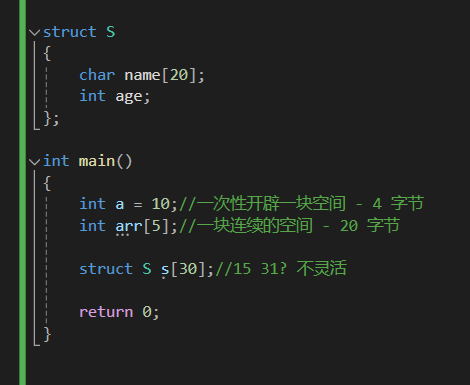 struct S
{
char name[20];
int age;
};
int main()
{
int a = 10;//一次性开辟一块空间 - 4 字节
int arr[5];//一块连续的空间 - 20 字节
struct S s[30];//15 31? 不灵活
return 0;
}